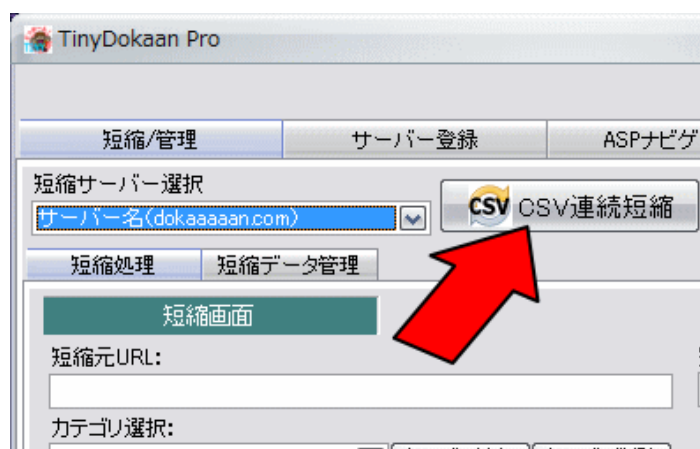 TinyDokaan Pro
短縮/管理 サーバー登録 ASPナビゲ
短縮サーバー選択
サーバー名(dokaaaaan.com)
CSV CSV連続短縮
短縮処理 短縮データ管理
短縮画面
短縮元URL:
カテゴリ選択: